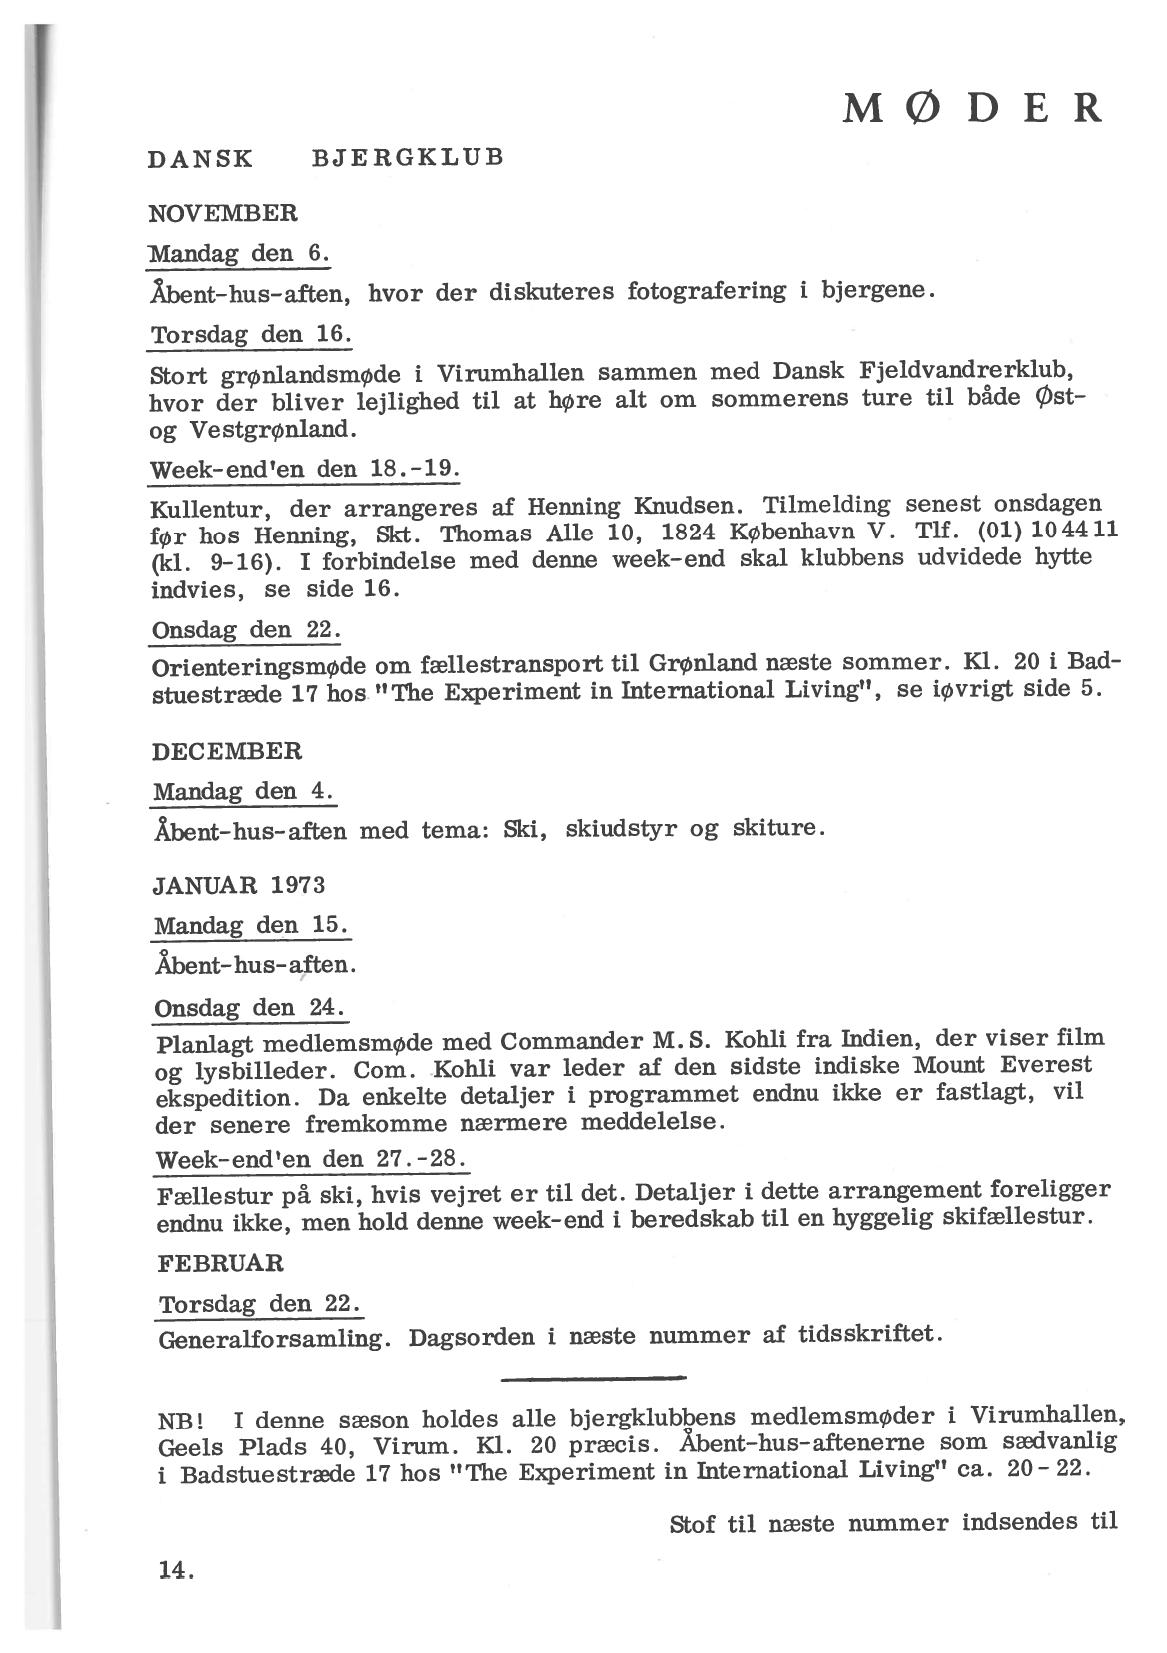 MØDER
DANSK BJERGKLUB
NOVEMBER
Mandag den 6.
Åbent-hus-aften, hvor der diskuteres fotografering i bjergene.
Torsdag den 16.
Stort grønlandsmøde i Virumhallen sammen med Dansk Fjeldvandrerklub,
hvor der bliver lejlighed til at høre alt om sommerens ture til både Øst-
og Vestgrønland.
Week-end'en den 18.-19.
Kullentur, der arrangeres af Henning Knudsen. Tilmelding senest onsdagen
før hos Henning, Skt. Thomas Alle 10, 1824 København V. Tlf. (01) 104411
(kl. 9-16). I forbindelse med denne week-end skal klubbens udvidede hytte
indvies, se side 16.
Onsdag den 22.
Orienteringsmøde om fællestransport til Grønland næste sommer. Kl. 20 i Bad-
stuestræde 17 hos "The Experiment in International Living", se iøvrigt side 5.
DECEMBER
Mandag den 4.
Åbent-hus-aften med tema: Ski, skiudstyr og skiture.
JANUAR 1973
Mandag den 15.
Åbent-hus-aften.
Onsdag den 24.
Planlagt medlemsmøde med Commander M.S. Kohli fra Indien, der viser film
og lysbilleder. Com. Kohli var leder af den sidste indiske Mount Everest
ekspedition. Da enkelte detaljer i programmet endnu ikke er fastlagt, vil
der senere fremkomme nærmere meddelelse.
Week-end'en den 27.-28.
Fællestur på ski, hvis vejret er til det. Detaljer i dette arrangement foreligger
endnu ikke, men hold denne week-end i beredskab til en hyggelig skifællestur.
FEBRUAR
Torsdag den 22.
Generalforsamling. Dagsorden i næste nummer af tidsskriftet.
NB! I denne sæson holdes alle bjergklubbens medlemsmøder i Virumhallen,
Geels Plads 40, Virum. Kl. 20 præcis. Åbent-hus-aftenerne som sædvanlig
i Badstuestræde 17 hos "The Experiment in International Living" ca. 20-22.
Stof til næste nummer indsendes til
14.